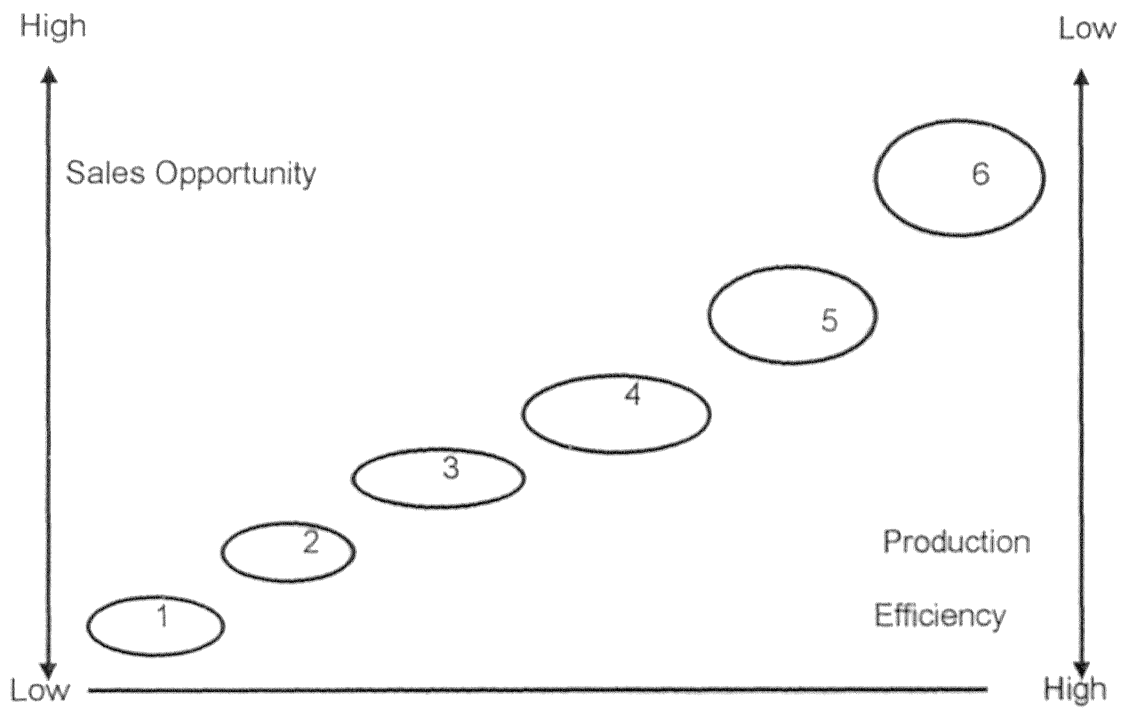 High
Low
Sales Opportunity
6
5
4
3
2
Production
1
Efficiency
Low
High